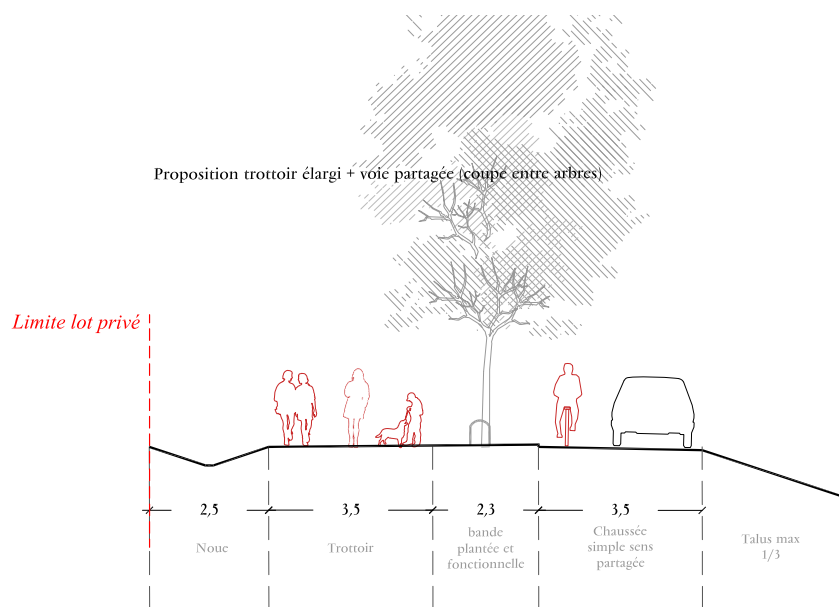 Proposition trottoir élargi + voie partagée (coupe entre arbres)
Limite lot privé
2,5
3,5
2,3
3,5
Noue
Trottoir
bande
plantée et
fonctionnelle
Chaussée
simple sens
partagée
Talus max
1/3